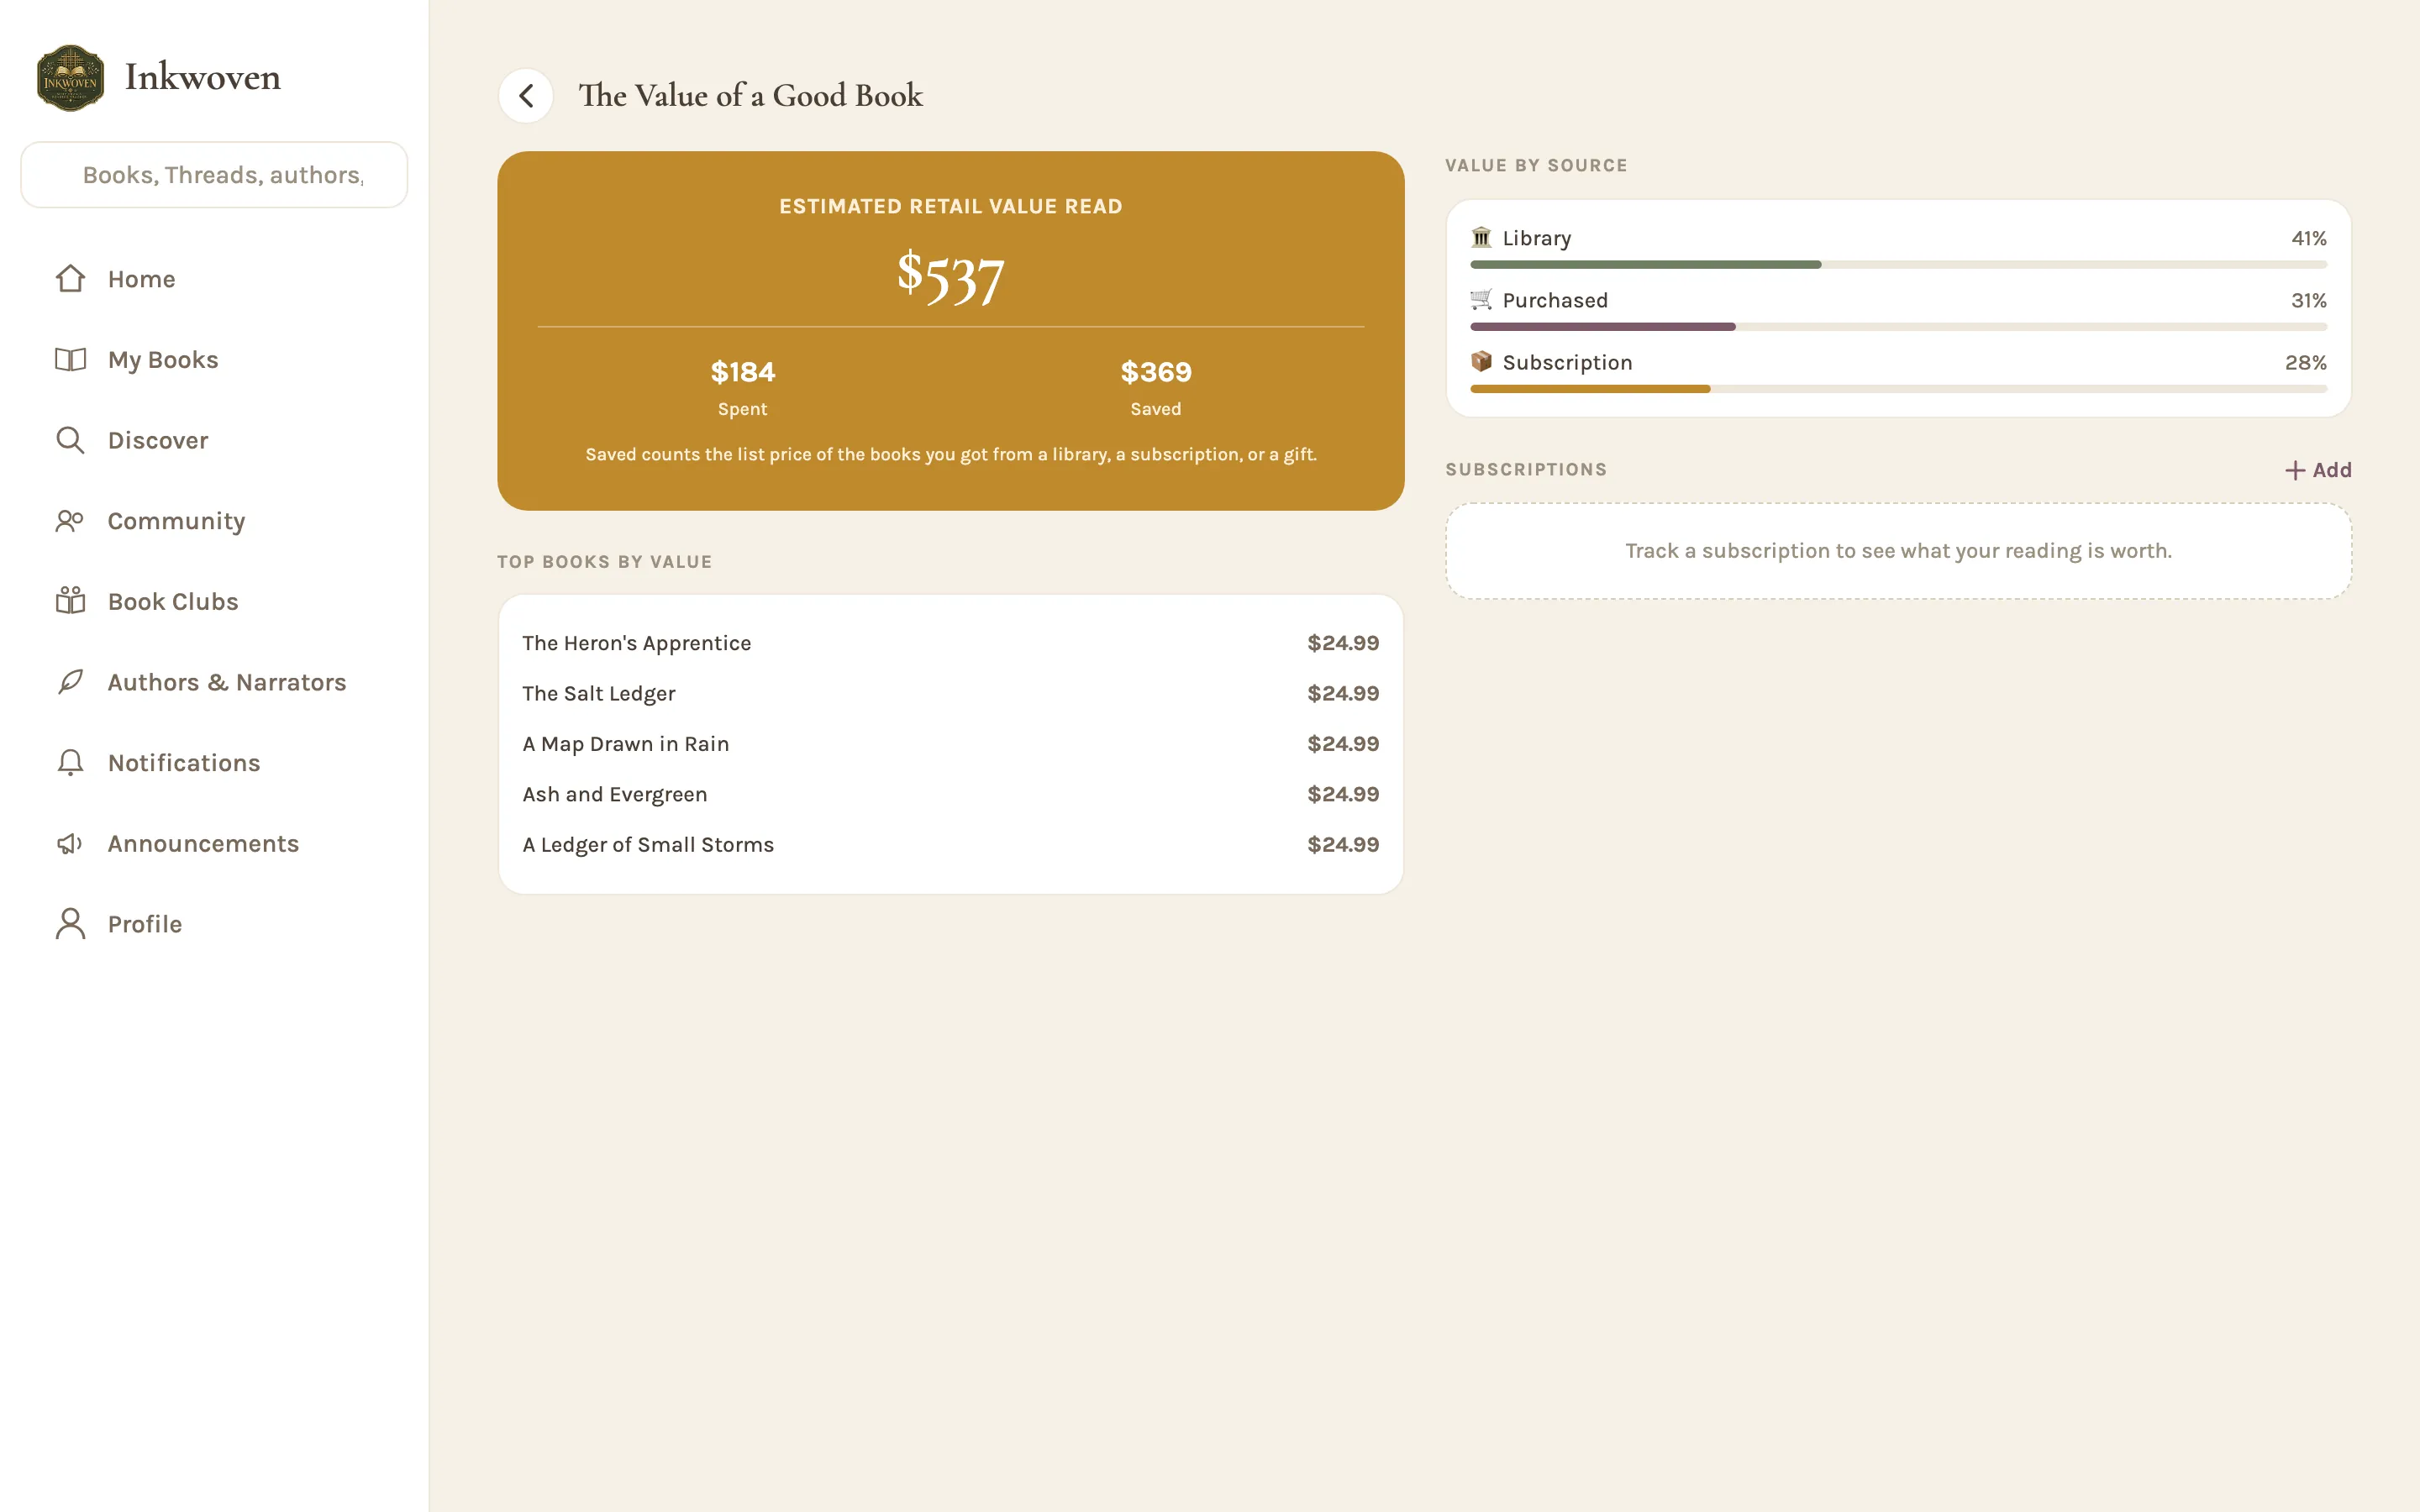 INKWOVEN
Inkwoven
Books, Threads, authors,
Home
My Books
Discover
Community
Book Clubs
Authors & Narrators
Notifications
Announcements
Profile
The Value of a Good Book
ESTIMATED RETAIL VALUE READ
$537
$184
Spent
$369
Saved
Saved counts the list price of the books you got from a library, a subscription, or a gift.
TOP BOOKS BY VALUE
The Heron's Apprentice $24.99
The Salt Ledger $24.99
A Map Drawn in Rain $24.99
Ash and Evergreen $24.99
A Ledger of Small Storms $24.99
VALUE BY SOURCE
Library 41%
Purchased 31%
Subscription 28%
SUBSCRIPTIONS
+ Add
Track a subscription to see what your reading is worth.